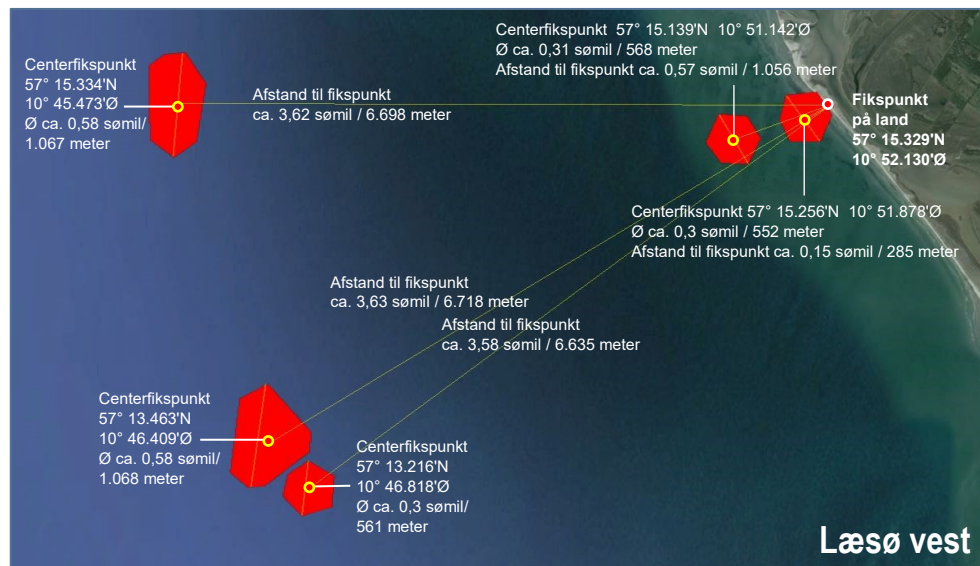 Centerfikspunkt
57° 15.334'N
10° 45.473'Ø
Ø ca. 0,58 sømil/
1.067 meter
Afstand til fikspunkt
ca. 3,62 sømil / 6.698 meter
Centerfikspunkt 57° 15.139'N 10° 51.142'Ø
Ø ca. 0,31 sømil / 568 meter
Afstand til fikspunkt ca. 0,57 sømil / 1.056 meter
Fikspunkt
på land
57° 15.329'N
10° 52.130'Ø
Centerfikspunkt 57° 15.256'N 10° 51.878'Ø
Ø ca. 0,3 sømil / 552 meter
Afstand til fikspunkt ca. 0,15 sømil / 285 meter
Afstand til fikspunkt
ca. 3,63 sømil / 6.718 meter
Afstand til fikspunkt
ca. 3,58 sømil / 6.635 meter
Centerfikspunkt
57° 13.463'N
10° 46.409'Ø
Ø ca. 0,58 sømil/
1.068 meter
Centerfikspunkt
57° 13.216'N
10° 46.818'Ø
Ø ca. 0,3 sømil/
561 meter
Læsø vest